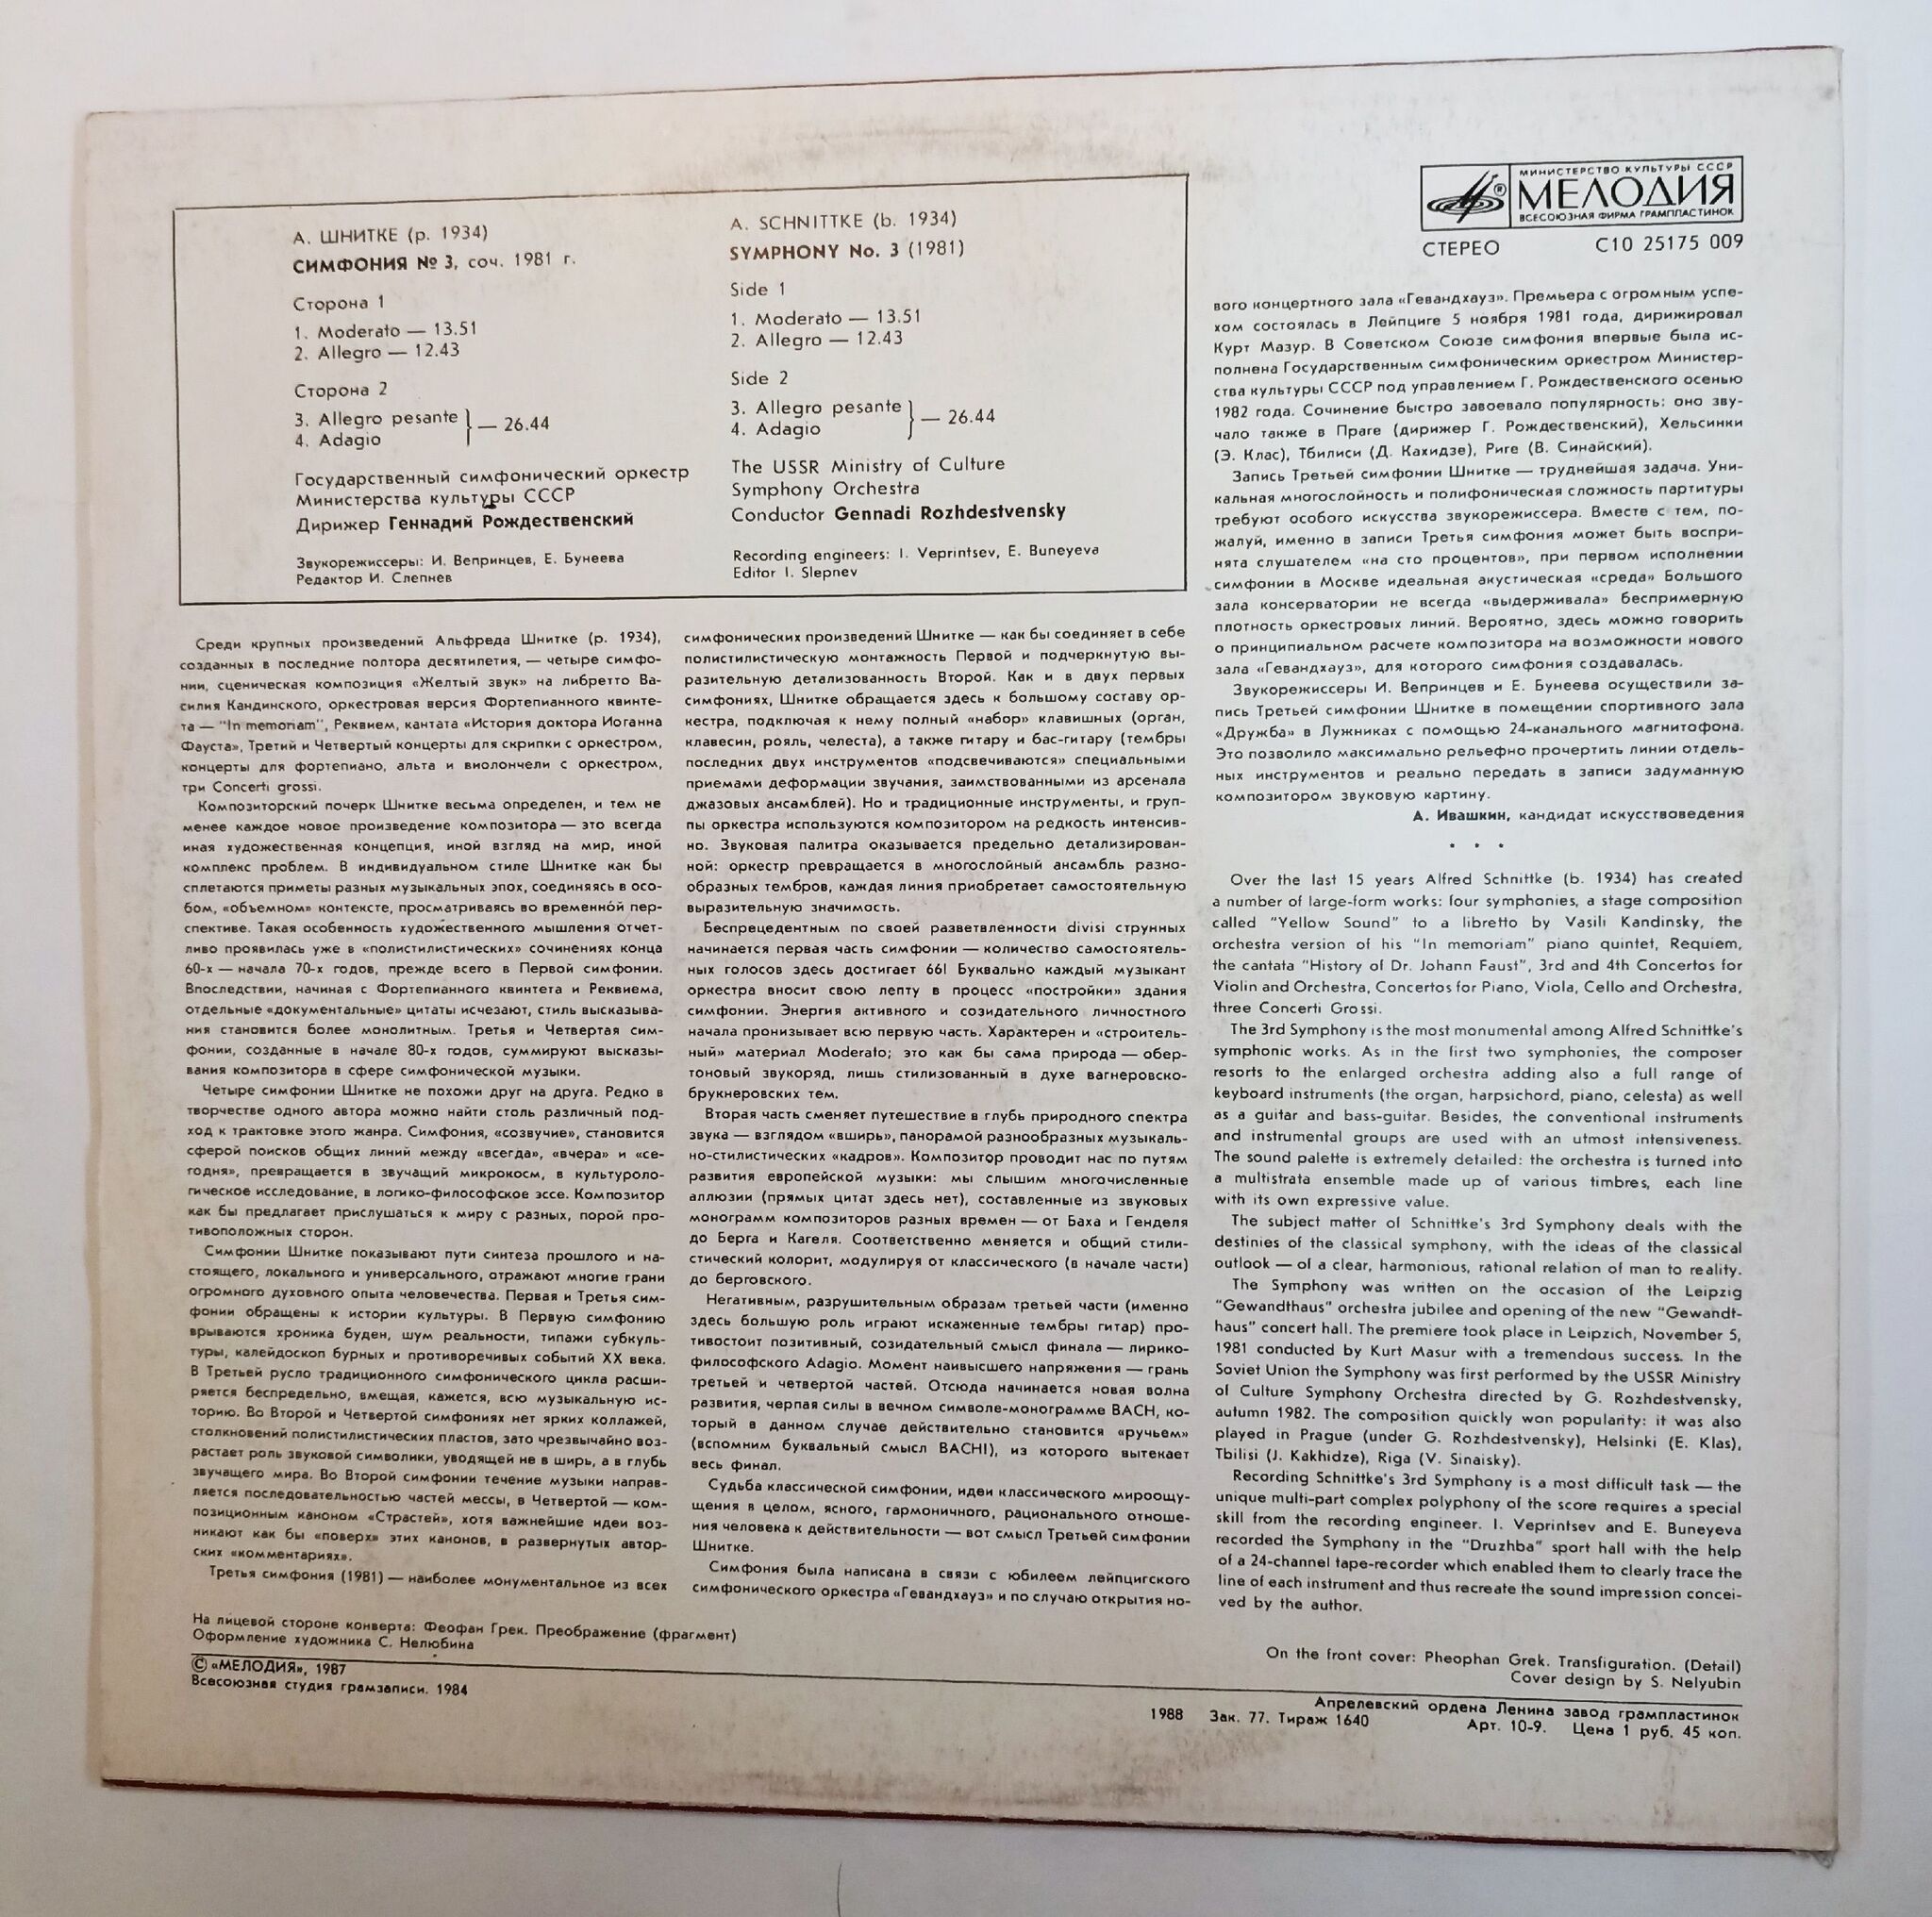 А. ШНИТКЕ (р. 1934)
СИМФОНИЯ № 3, соч. 1981 г.
Сторона 1
1. Moderato — 13.51
2. Allegro — 12.43
Сторона 2
3. Allegro pesante
4. Adagio
} — 26.44
Государственный симфонический оркестр
Министерства культуры СССР
Дирижер Геннадий Рождественский
Звукорежиссеры: И. Вепринцев, Е. Бунеева
Редактор И. Слепнев
A. SCHNITTKE (b. 1934)
SYMPHONY No. 3 (1981)
Side 1
1. Moderato — 13.51
2. Allegro — 12.43
Side 2
3. Allegro pesante
4. Adagio
} — 26.44
The USSR Ministry of Culture
Symphony Orchestra
Conductor Gennadi Rozhdestvensky
Recording engineers: I. Veprintsev, E. Buneyeva
Editor I. Slepnev
МИНИСТЕРСТВО КУЛЬТУРЫ СССР
МЕЛОДИЯ
ВСЕСОЮЗНАЯ ФИРМА ГРАМПЛАСТИНОК
СТЕРЕО С10 25175 009
Среди крупных произведений Альфреда Шнитке (р. 1934),
созданных в последние полтора десятилетия, — четыре симфо-
нии, сценическая композиция «Желтый звук» на либретто Ва-
силия Кандинского, оркестровая версия Фортепианного квинте-
та — "In memoriam", Реквием, кантата «История доктора Иоганна
Фауста», Третий и Четвертый концерты для скрипки с оркестром,
концерты для фортепиано, альта и виолончели с оркестром,
три Concerti grossi.
Композиторский почерк Шнитке весьма определен, и тем не
менее каждое новое произведение композитора — это всегда
иная художественная концепция, иной взгляд на мир, иной
комплекс проблем. В индивидуальном стиле Шнитке как бы
сплетаются приметы разных музыкальных эпох, соединяясь в осо-
бом, «объемном» контексте, просматриваясь во временно́й пер-
спективе. Такая особенность художественного мышления отчет-
ливо проявилась уже в «полистилистических» сочинениях конца
60-х — начала 70-х годов, прежде всего в Первой симфонии.
Впоследствии, начиная с Фортепианного квинтета и Реквиема,
отдельные «документальные» цитаты исчезают, стиль высказыва-
ния становится более монолитным. Третья и Четвертая сим-
фонии, созданные в начале 80-х годов, суммируют высказы-
вания композитора в сфере симфонической музыки.
Четыре симфонии Шнитке не похожи друг на друга. Редко в
творчестве одного автора можно найти столь различный под-
ход к трактовке этого жанра. Симфония, «созвучие», становится
сферой поисков общих линий между «всегда», «вчера» и «се-
годня», превращается в звучащий микрокосм, в культуроло-
гическое исследование, в логико-философское эссе. Композитор
как бы предлагает прислушаться к миру с разных, порой про-
тивоположных сторон.
Симфонии Шнитке показывают пути синтеза прошлого и на-
стоящего, локального и универсального, отражают многие грани
огромного духовного опыта человечества. Первая и Третья сим-
фонии обращены к истории культуры. В Первую симфонию
врываются хроника буден, шум реальности, типажи субкуль-
туры, калейдоскоп бурных и противоречивых событий XX века.
В Третьей русло традиционного симфонического цикла расши-
ряется беспредельно, вмещая, кажется, всю музыкальную ис-
торию. Во Второй и Четвертой симфониях нет ярких коллажей,
столкновений полистилистических пластов, зато чрезвычайно воз-
растает роль звуковой символики, уводящей не в ширь, а в глубь
звучащего мира. Во Второй симфонии течение музыки направ-
ляется последовательностью частей мессы, в Четвертой — ком-
позиционным каноном «Страстей», хотя важнейшие идеи воз-
никают как бы «поверх» этих канонов, в развернутых автор-
ских «комментариях».
Третья симфония (1981) — наиболее монументальное из всех
симфонических произведений Шнитке — как бы соединяет в себе
полистилистическую монтажность Первой и подчеркнутую вы-
разительную детализованность Второй. Как и в двух первых
симфониях, Шнитке обращается здесь к большому составу ор-
кестра, подключая к нему полный «набор» клавишных (орган,
клавесин, рояль, челеста), а также гитару и бас-гитару (тембры
последних двух инструментов «подсвечиваются» специальными
приемами деформации звучания, заимствованными из арсенала
джазовых ансамблей). Но и традиционные инструменты, и груп-
пы оркестра используются композитором на редкость интенсив-
но. Звуковая палитра оказывается предельно детализирован-
ной: оркестр превращается в многослойный ансамбль разно-
образных тембров, каждая линия приобретает самостоятельную
выразительную значимость.
Беспрецедентным по своей разветвленности divisi струнных
начинается первая часть симфонии — количество самостоятель-
ных голосов здесь достигает 66! Буквально каждый музыкант
оркестра вносит свою лепту в процесс «постройки» здания
симфонии. Энергия активного и созидательного личностного
начала пронизывает всю первую часть. Характерен и «строитель-
ный» материал Moderato; это как бы сама природа — обер-
тоновый звукоряд, лишь стилизованный в духе вагнеровско-
брукнеровских тем.
Вторая часть сменяет путешествие в глубь природного спектра
звука — взглядом «вширь», панорамой разнообразных музыкаль-
но-стилистических «кадров». Композитор проводит нас по путям
развития европейской музыки: мы слышим многочисленные
аллюзии (прямых цитат здесь нет), составленные из звуковых
монограмм композиторов разных времен — от Баха и Генделя
до Берга и Кагеля. Соответственно меняется и общий стили-
стический колорит, модулируя от классического (в начале части)
до берговского.
Негативным, разрушительным образам третьей части (именно
здесь большую роль играют искаженные тембры гитар) про-
тивостоит позитивный, созидательный смысл финала — лирико-
философского Adagio. Момент наивысшего напряжения — грань
третьей и четвертой частей. Отсюда начинается новая волна
развития, черпая силы в вечном символе-монограмме BACH, ко-
торый в данном случае действительно становится «ручьем»
(вспомним буквальный смысл BACH!), из которого вытекает
весь финал.
Судьба классической симфонии, идеи классического мироощу-
щения в целом, ясного, гармоничного, рационального отноше-
ния человека к действительности — вот смысл Третьей симфонии
Шнитке.
Симфония была написана в связи с юбилеем лейпцигского
симфонического оркестра «Гевандхауз» и по случаю открытия но-
вого концертного зала «Гевандхауз». Премьера с огромным успе-
хом состоялась в Лейпциге 5 ноября 1981 года, дирижировал
Курт Мазур. В Советском Союзе симфония впервые была ис-
полнена Государственным симфоническим оркестром Министер-
ства культуры СССР под управлением Г. Рождественского осенью
1982 года. Сочинение быстро завоевало популярность: оно зву-
чало также в Праге (дирижер Г. Рождественский), Хельсинки
(Э. Клас), Тбилиси (Д. Кахидзе), Риге (В. Синайский).
Запись Третьей симфонии Шнитке — труднейшая задача. Уни-
кальная многослойность и полифоническая сложность партитуры
требуют особого искусства звукорежиссера. Вместе с тем, по-
жалуй, именно в записи Третья симфония может быть воспри-
нята слушателем «на сто процентов», при первом исполнении
симфонии в Москве идеальная акустическая «среда» Большого
зала консерватории не всегда «выдерживала» беспримерную
плотность оркестровых линий. Вероятно, здесь можно говорить
о принципиальном расчете композитора на возможности нового
зала «Гевандхауз», для которого симфония создавалась.
Звукорежиссеры И. Вепринцев и Е. Бунеева осуществили за-
пись Третьей симфонии Шнитке в помещении спортивного зала
«Дружба» в Лужниках с помощью 24-канального магнитофона.
Это позволило максимально рельефно прочертить линии отдель-
ных инструментов и реально передать в записи задуманную
композитором звуковую картину.
А. Ивашкин, кандидат искусствоведения
• • •
Over the last 15 years Alfred Schnittke (b. 1934) has created
a number of large-form works: four symphonies, a stage composition
called "Yellow Sound" to a libretto by Vasili Kandinsky, the
orchestra version of his "In memoriam" piano quintet, Requiem,
the cantata "History of Dr. Johann Faust", 3rd and 4th Concertos for
Violin and Orchestra, Concertos for Piano, Viola, Cello and Orchestra,
three Concerti Grossi.
The 3rd Symphony is the most monumental among Alfred Schnittke's
symphonic works. As in the first two symphonies, the composer
resorts to the enlarged orchestra adding also a full range of
keyboard instruments (the organ, harpsichord, piano, celesta) as well
as a guitar and bass-guitar. Besides, the conventional instruments
and instrumental groups are used with an utmost intensiveness.
The sound palette is extremely detailed: the orchestra is turned into
a multistrata ensemble made up of various timbres, each line
with its own expressive value.
The subject matter of Schnittke's 3rd Symphony deals with the
destinies of the classical symphony, with the ideas of the classical
outlook — of a clear, harmonious, rational relation of man to reality.
The Symphony was written on the occasion of the Leipzig
"Gewandthaus" orchestra jubilee and opening of the new "Gewandt-
haus" concert hall. The premiere took place in Leipzich, November 5,
1981 conducted by Kurt Masur with a tremendous success. In the
Soviet Union the Symphony was first performed by the USSR Ministry
of Culture Symphony Orchestra directed by G. Rozhdestvensky,
autumn 1982. The composition quickly won popularity: it was also
played in Prague (under G. Rozhdestvensky), Helsinki (E. Klas),
Tbilisi (J. Kakhidze), Riga (V. Sinaisky).
Recording Schnittke's 3rd Symphony is a most difficult task — the
unique multi-part complex polyphony of the score requires a special
skill from the recording engineer. I. Veprintsev and E. Buneyeva
recorded the Symphony in the "Druzhba" sport hall with the help
of a 24-channel tape-recorder which enabled them to clearly trace the
line of each instrument and thus recreate the sound impression concei-
ved by the author.
На лицевой стороне конверта: Феофан Грек. Преображение (фрагмент)
Оформление художника С. Нелюбина
On the front cover: Pheophan Grek. Transfiguration. (Detail)
Cover design by S. Nelyubin
© «МЕЛОДИЯ», 1987
Всесоюзная студия грамзаписи. 1984
Апрелевский ордена Ленина завод грампластинок
1988 Зак. 77. Тираж 1640 Арт. 10-9. Цена 1 руб. 45 коп.